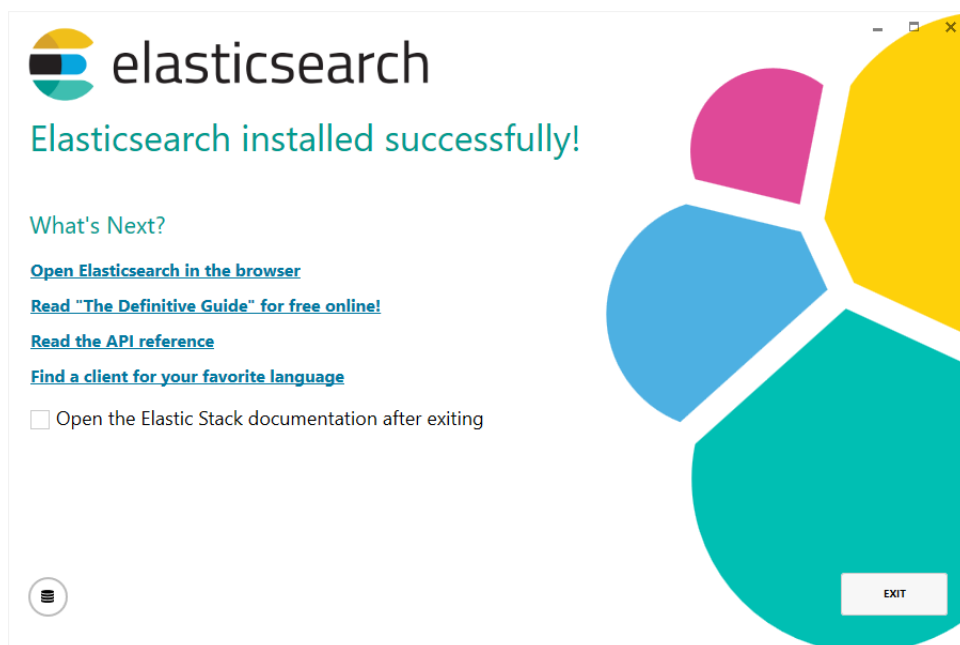 elasticsearch
Elasticsearch installed successfully!
What's Next?
Open Elasticsearch in the browser
Read "The Definitive Guide" for free online!
Read the API reference
Find a client for your favorite language
Open the Elastic Stack documentation after exiting
EXIT